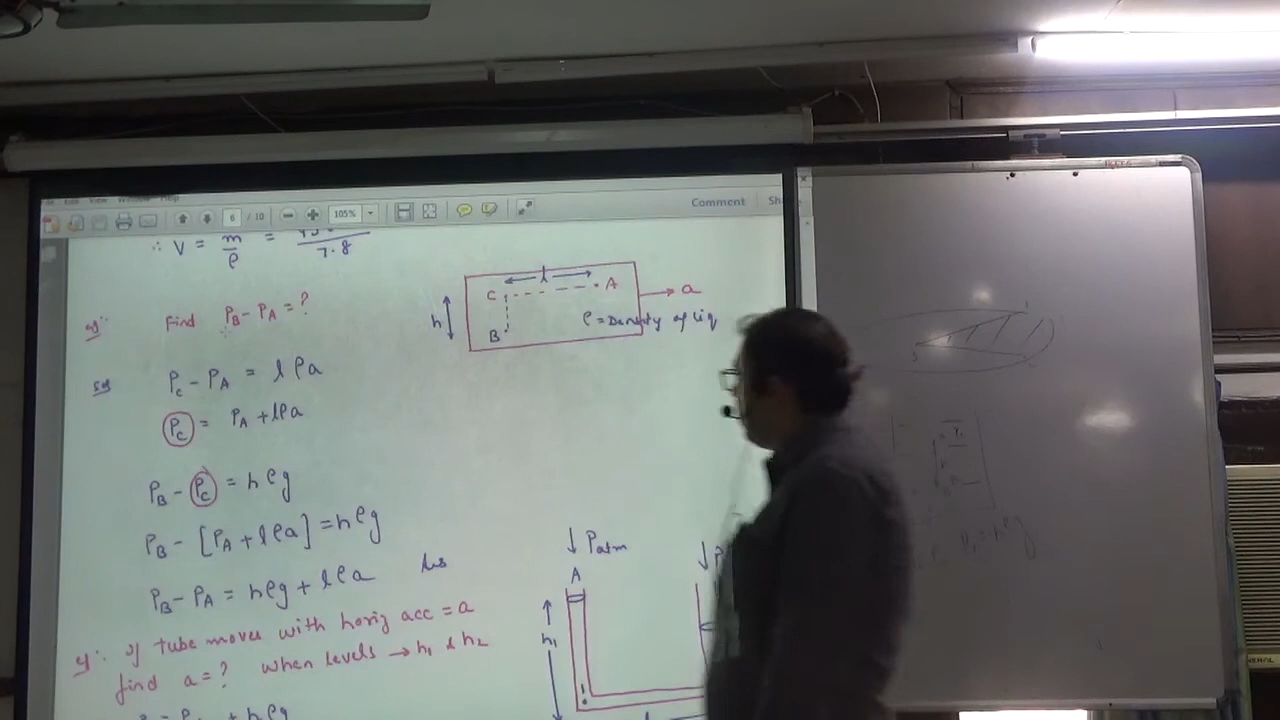 6 / 10
105%
Comment
∴ V = m/ρ = /7.8
Find P_B - P_A = ?
h
l
C
A
a
B
ρ = Density of liq
Sol
P_c - P_A = lρa
P_c = P_A + lρa
P_B - P_c = hρg
P_B - [P_A + lρa] = hρg
P_B - P_A = hρg + lρa Ans
If tube moves with horiz acc = a
find a = ? when levels → h₁ & h₂
↓ Patm
A
h₁